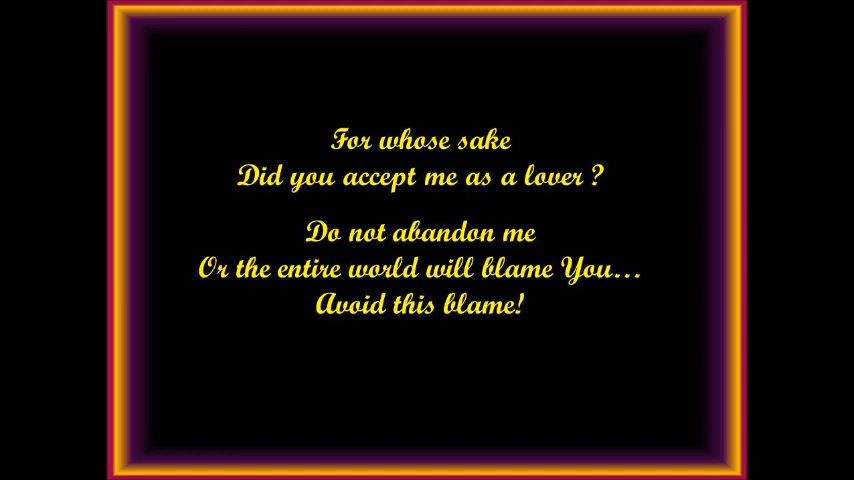 For whose sake
Did you accept me as a lover ?
Do not abandon me
Or the entire world will blame You...
Avoid this blame!